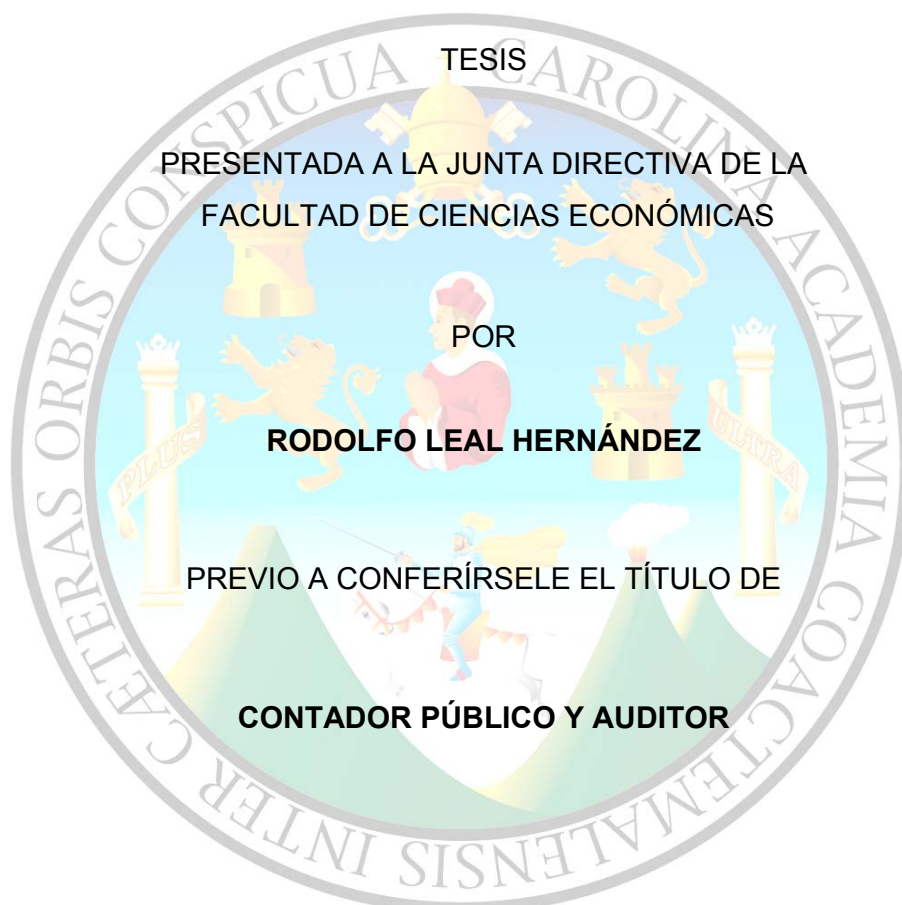 TESIS
PRESENTADA A LA JUNTA DIRECTIVA DE LA
FACULTAD DE CIENCIAS ECONÓMICAS
POR
RODOLFO LEAL HERNÁNDEZ
PREVIO A CONFERÍRSELE EL TÍTULO DE
CONTADOR PÚBLICO Y AUDITOR
CAROLINA ACADEMIA COACTEMALENSIS INTER CÆTERAS ORBIS CONSPICUA
PLUS
ULTRA